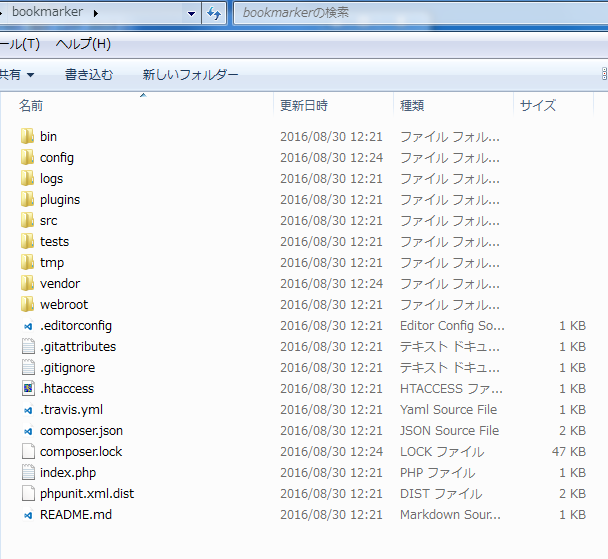 bookmarker
bookmarkerの検索
ール(T) ヘルプ(H)
共有 書き込む 新しいフォルダー
名前 更新日時 種類 サイズ
bin 2016/08/30 12:21 ファイル フォル...
config 2016/08/30 12:24 ファイル フォル...
logs 2016/08/30 12:21 ファイル フォル...
plugins 2016/08/30 12:21 ファイル フォル...
src 2016/08/30 12:21 ファイル フォル...
tests 2016/08/30 12:21 ファイル フォル...
tmp 2016/08/30 12:21 ファイル フォル...
vendor 2016/08/30 12:24 ファイル フォル...
webroot 2016/08/30 12:21 ファイル フォル...
.editorconfig 2016/08/30 12:21 Editor Config So... 1 KB
.gitattributes 2016/08/30 12:21 テキスト ドキュ... 1 KB
.gitignore 2016/08/30 12:21 テキスト ドキュ... 1 KB
.htaccess 2016/08/30 12:21 HTACCESS ファ... 1 KB
.travis.yml 2016/08/30 12:21 Yaml Source File 1 KB
composer.json 2016/08/30 12:21 JSON Source File 2 KB
composer.lock 2016/08/30 12:24 LOCK ファイル 47 KB
index.php 2016/08/30 12:21 PHP ファイル 1 KB
phpunit.xml.dist 2016/08/30 12:21 DIST ファイル 2 KB
README.md 2016/08/30 12:21 Markdown Sour... 1 KB